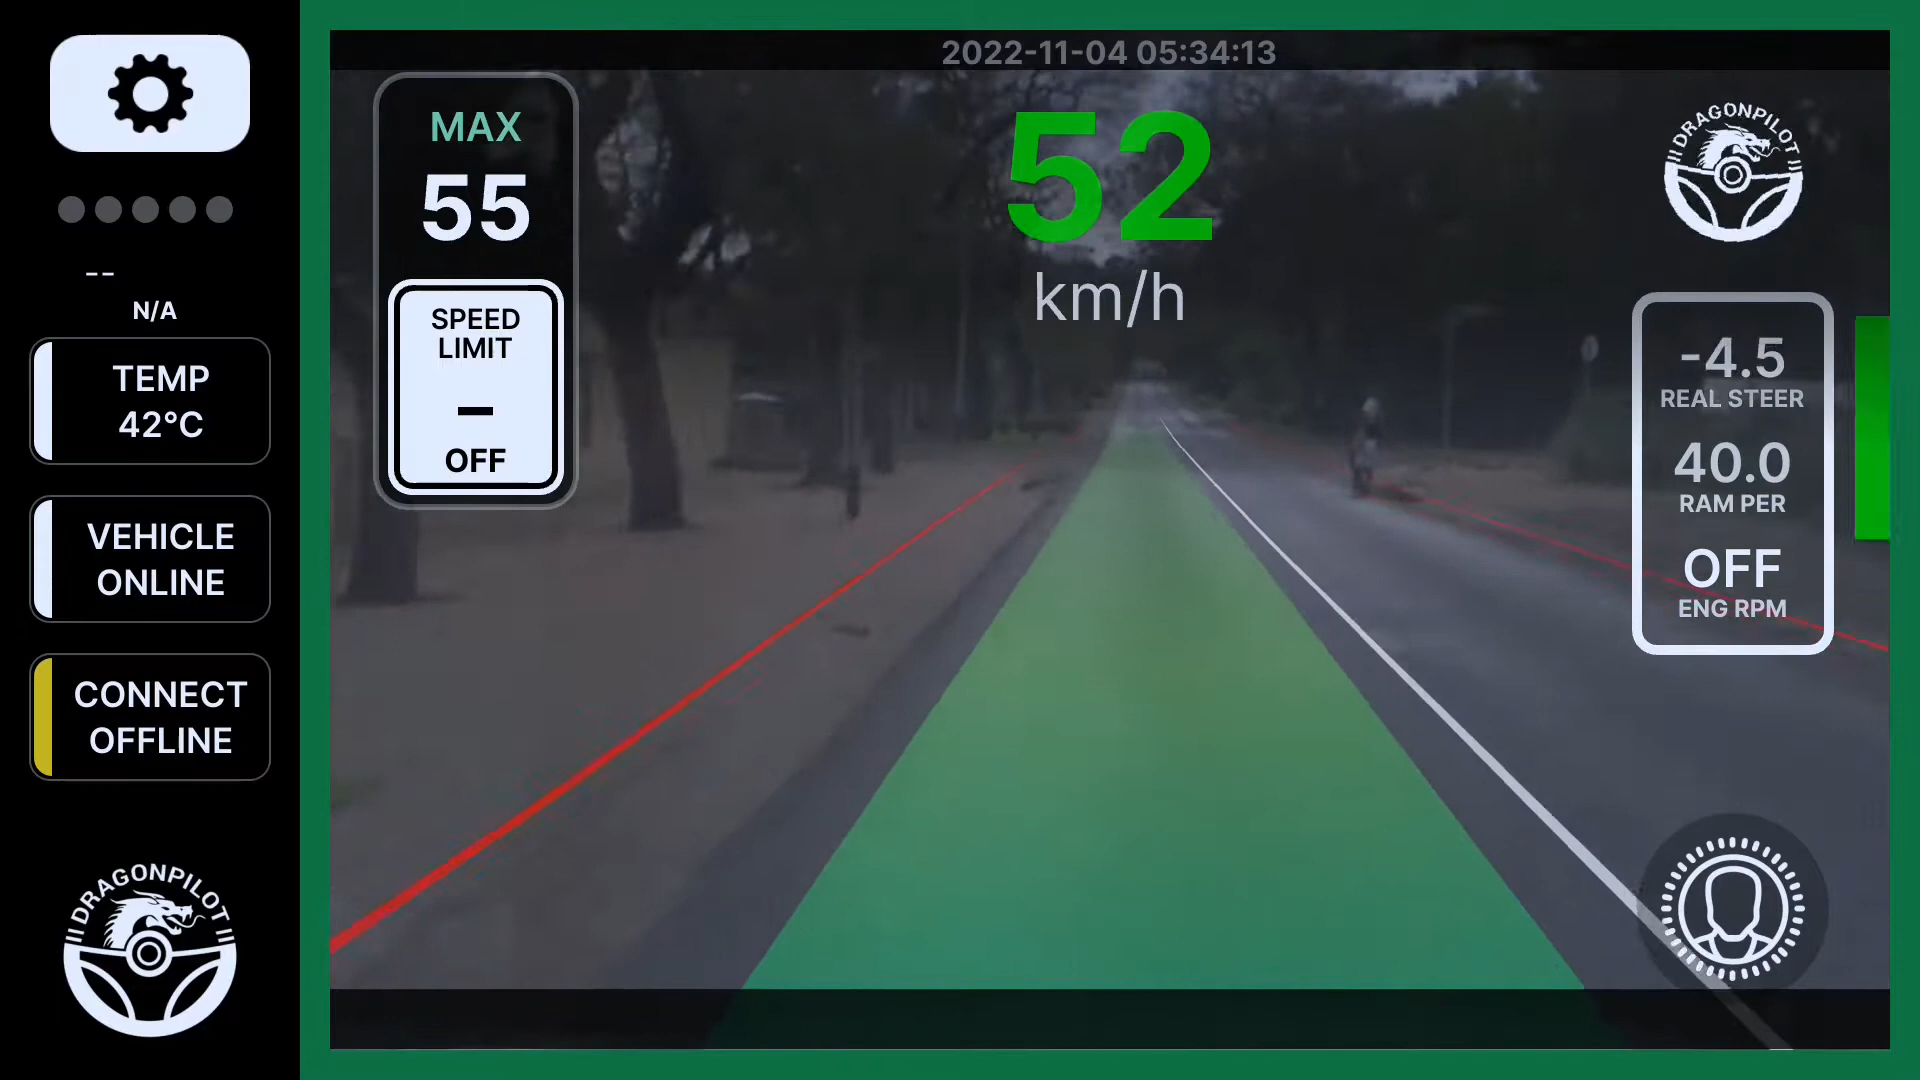 2022-11-04 05:34:13
MAX
55
SPEED
LIMIT
–
OFF
52
km/h
DRAGONPILOT
-4.5
REAL STEER
40.0
RAM PER
OFF
ENG RPM
--
N/A
TEMP
42°C
VEHICLE
ONLINE
CONNECT
OFFLINE
DRAGONPILOT